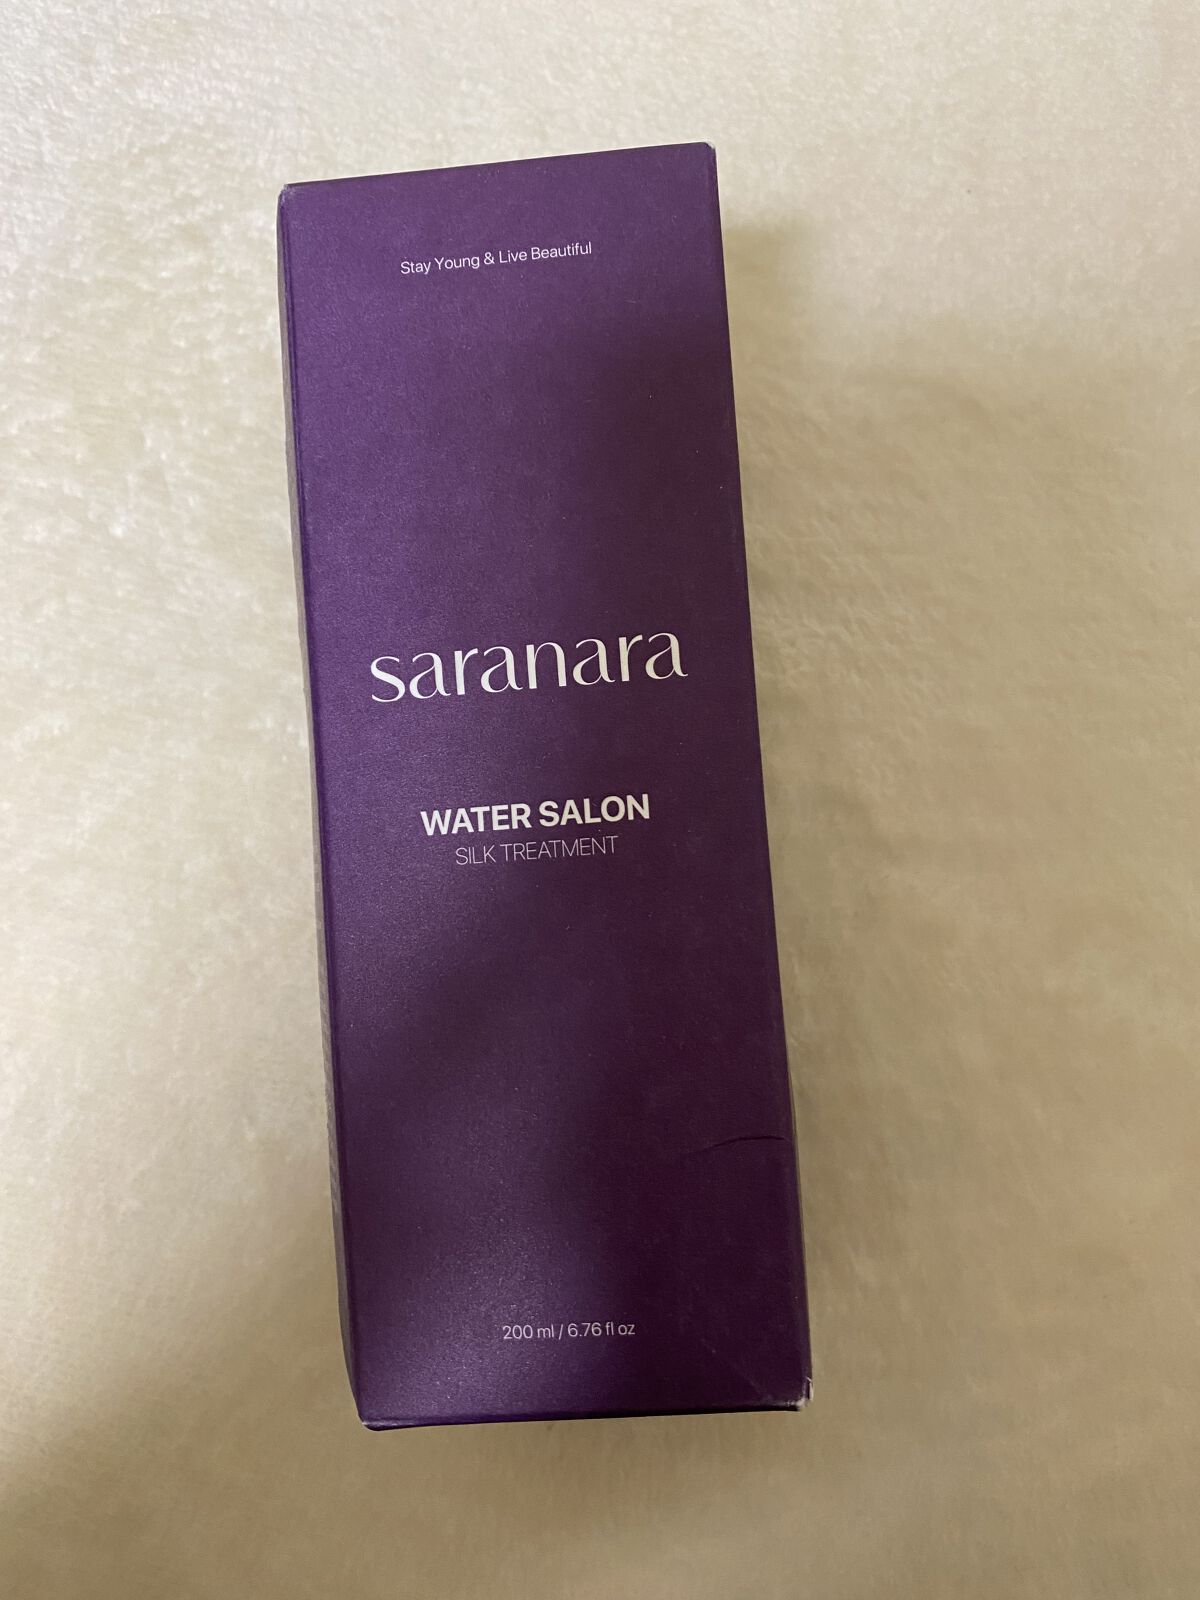 Stay Young & Live Beautiful
saranara
WATER SALON
SILK TREATMENT
200 ml / 6.76 fl oz